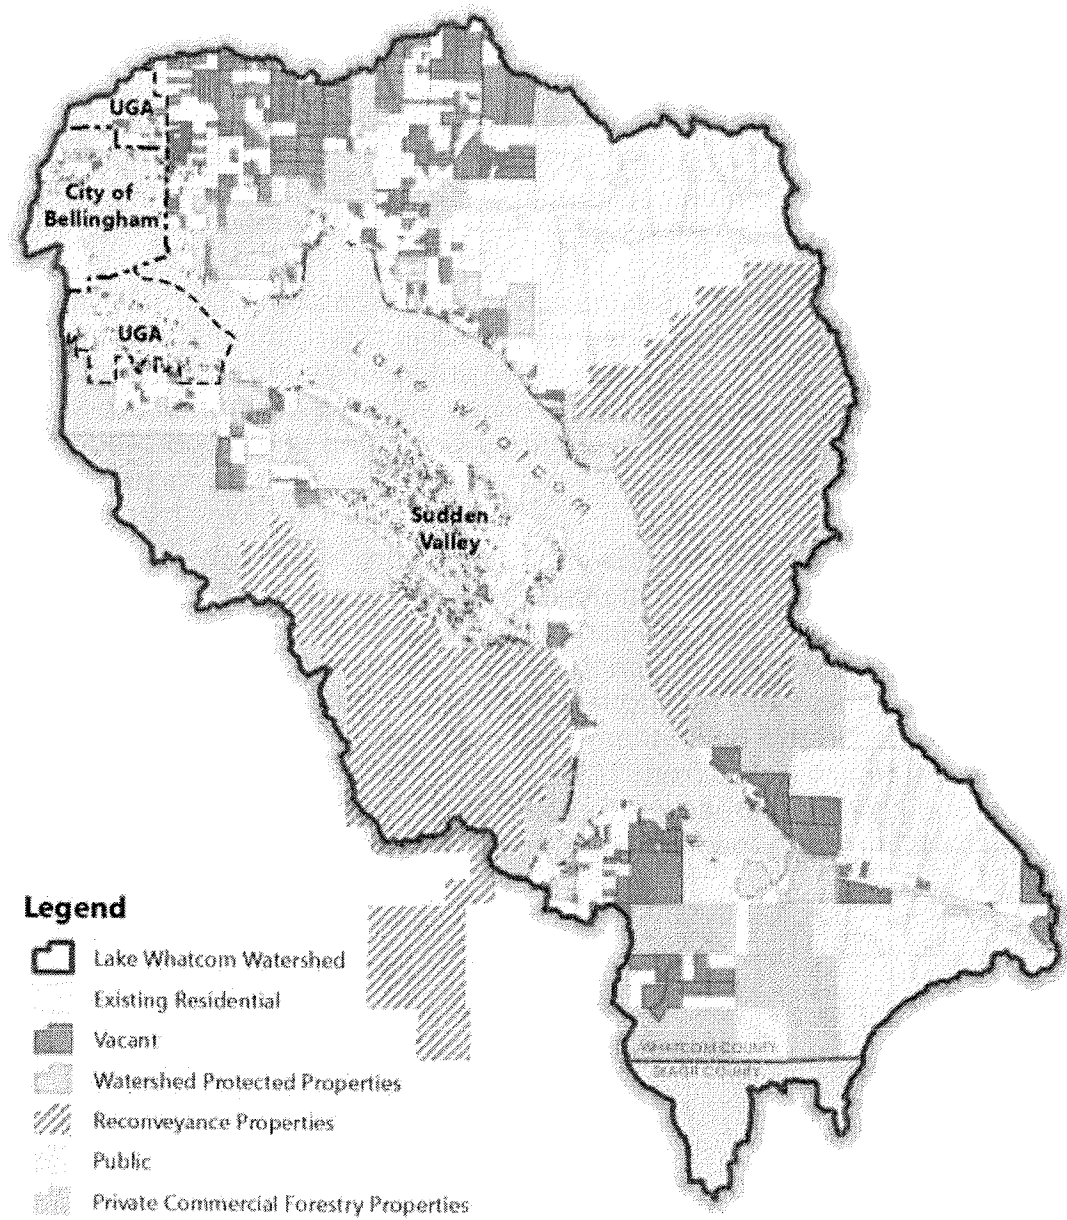 UGA
City of
Bellingham
UGA
LAKE WHATCOM
Sudden
Valley
WHATCOM COUNTY
SKAGIT COUNTY
Legend
Lake Whatcom Watershed
Existing Residential
Vacant
Watershed Protected Properties
Reconveyance Properties
Public
Private Commercial Forestry Properties